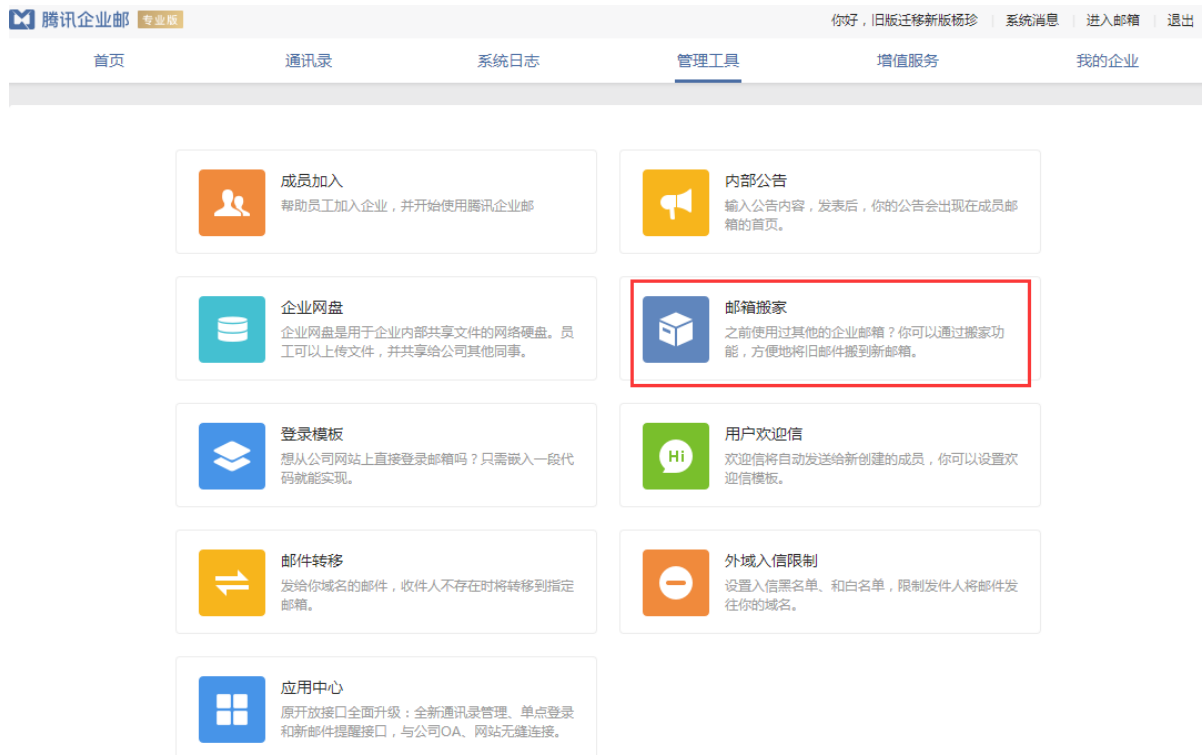 腾讯企业邮 专业版
你好，旧版迁移新版杨珍 系统消息 进入邮箱 退出
首页 通讯录 系统日志 管理工具 增值服务 我的企业
成员加入
帮助员工加入企业，并开始使用腾讯企业邮
内部公告
输入公告内容，发表后，你的公告会出现在成员邮
箱的首页。
企业网盘
企业网盘是用于企业内部共享文件的网络硬盘。员
工可以上传文件，并共享给公司其他同事。
邮箱搬家
之前使用过其他的企业邮箱？你可以通过搬家功
能，方便地将旧邮件搬到新邮箱。
登录模板
想从公司网站上直接登录邮箱吗？只需嵌入一段代
码就能实现。
Hi
用户欢迎信
欢迎信将自动发送给新创建的成员，你可以设置欢
迎信模板。
邮件转移
发给你域名的邮件，收件人不存在时将转移到指定
邮箱。
外域入信限制
设置入信黑名单、和白名单，限制发件人将邮件发
往你的域名。
应用中心
原开放接口全面升级：全新通讯录管理、单点登录
和新邮件提醒接口，与公司OA、网站无缝连接。